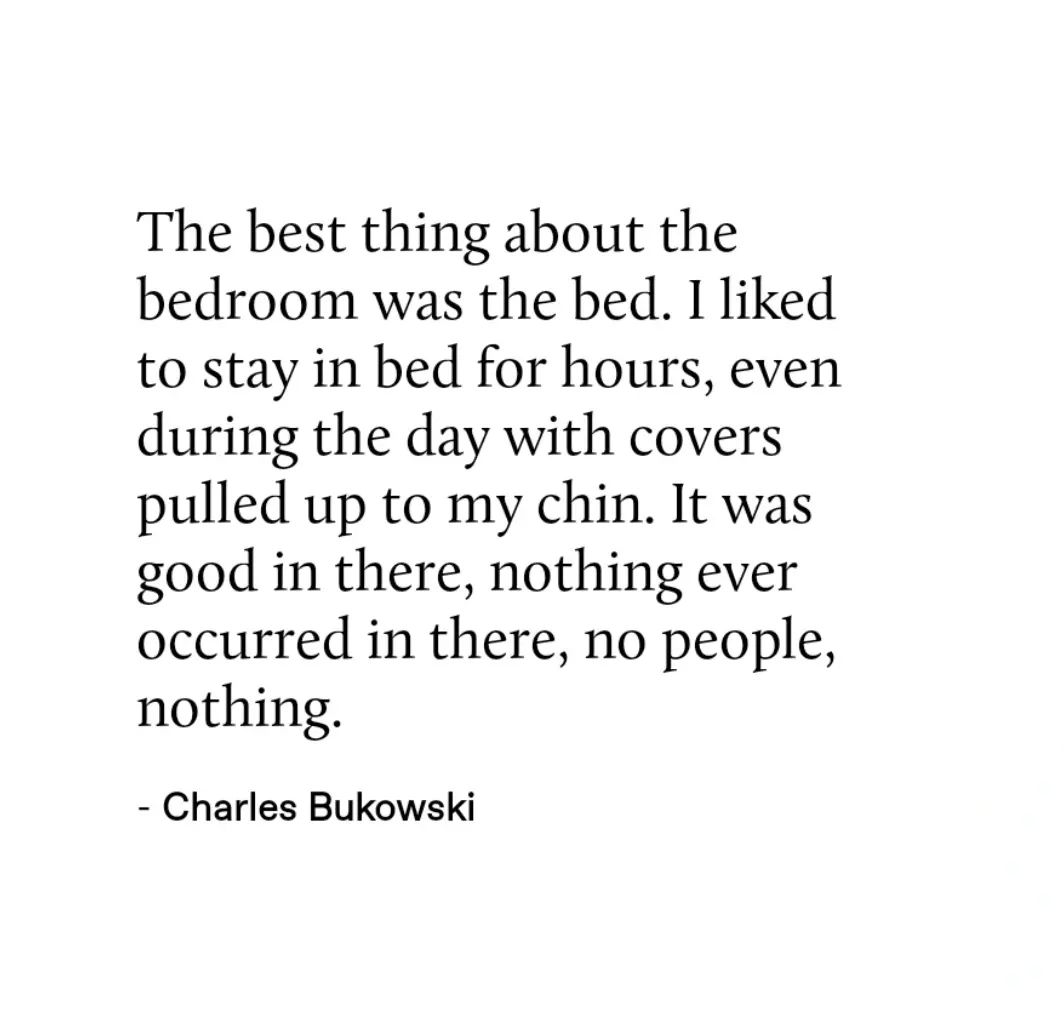 The best thing about the
bedroom was the bed. I liked
to stay in bed for hours, even
during the day with covers
pulled up to my chin. It was
good in there, nothing ever
occurred in there, no people,
nothing.
- Charles Bukowski